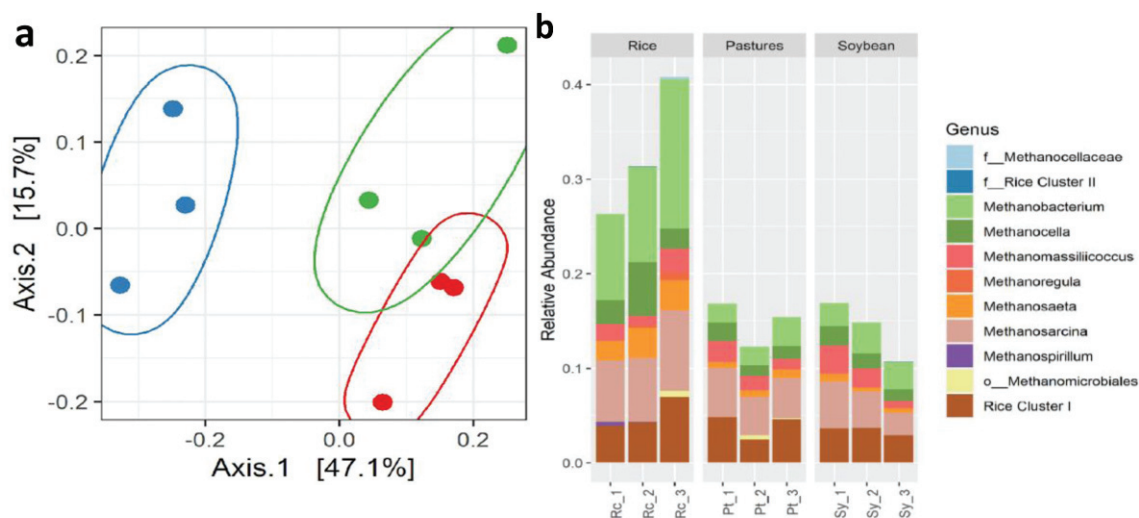 a
Axis.2 [15.7%]
0.2
0.1
0.0
-0.1
-0.2
-0.2
0.0
0.2
Axis.1 [47.1%]
b
Rice
Pastures
Soybean
Relative Abundance
0.4
0.3
0.2
0.1
0.0
Rc_1
Rc_2
Rc_3
Pt_1
Pt_2
Pt_3
Sy_1
Sy_2
Sy_3
Genus
f__Methanocellaceae
f__Rice Cluster II
Methanobacterium
Methanocella
Methanomassiliicoccus
Methanoregula
Methanosaeta
Methanosarcina
Methanospirillum
o__Methanomicrobiales
Rice Cluster I